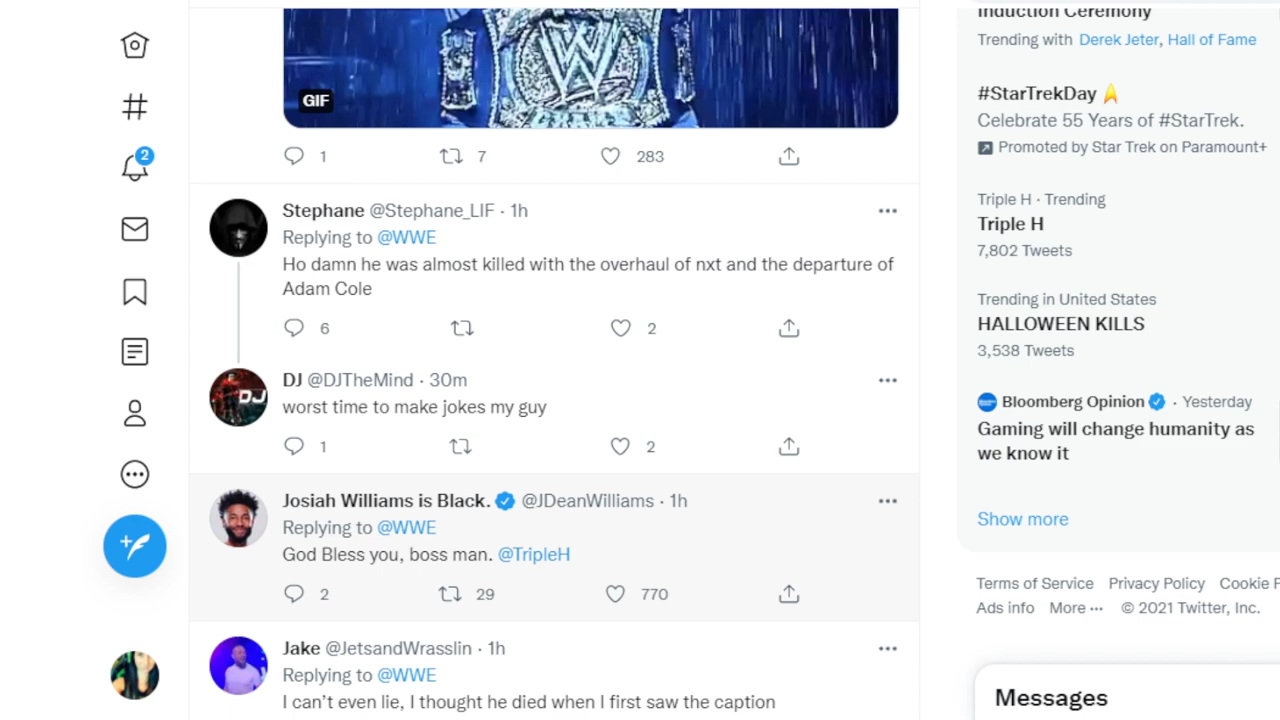 GIF
1 7 283
Stephane @Stephane_LIF · 1h
Replying to @WWE
Ho damn he was almost killed with the overhaul of nxt and the departure of
Adam Cole
6 2
DJ @DJTheMind · 30m
worst time to make jokes my guy
1 2
Josiah Williams is Black. @JDeanWilliams · 1h
Replying to @WWE
God Bless you, boss man. @TripleH
2 29 770
Jake @JetsandWrasslin · 1h
Replying to @WWE
I can't even lie, I thought he died when I first saw the caption
2
DJ
W
Induction Ceremony
Trending with Derek Jeter, Hall of Fame
#StarTrekDay
Celebrate 55 Years of #StarTrek.
Promoted by Star Trek on Paramount+
Triple H · Trending
Triple H
7,802 Tweets
Trending in United States
HALLOWEEN KILLS
3,538 Tweets
Bloomberg Opinion · Yesterday
Gaming will change humanity as
we know it
Show more
Terms of Service Privacy Policy Cookie P
Ads info More ··· © 2021 Twitter, Inc.
Messages